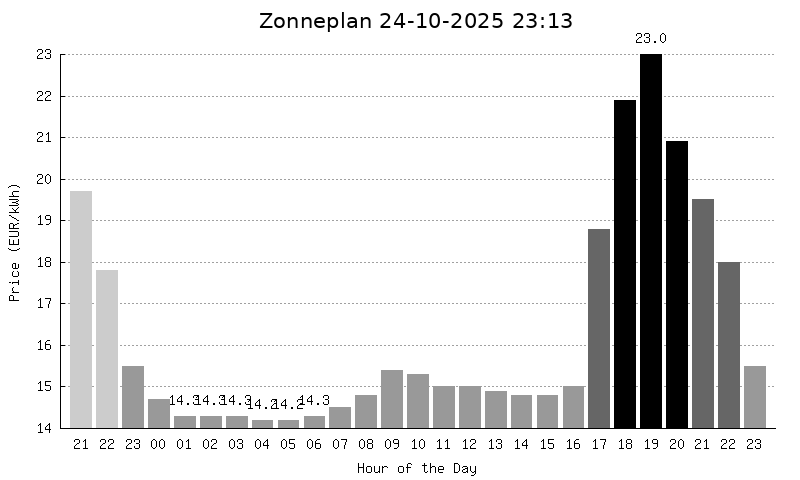 Zonneplan 24-10-2025 23:13
23.0
23
22
21
20
19
18
17
16
15
14
Price (EUR/kWh)
14.3 14.3 14.3 14.2 14.2 14.3
21 22 23 00 01 02 03 04 05 06 07 08 09 10 11 12 13 14 15 16 17 18 19 20 21 22 23
Hour of the Day